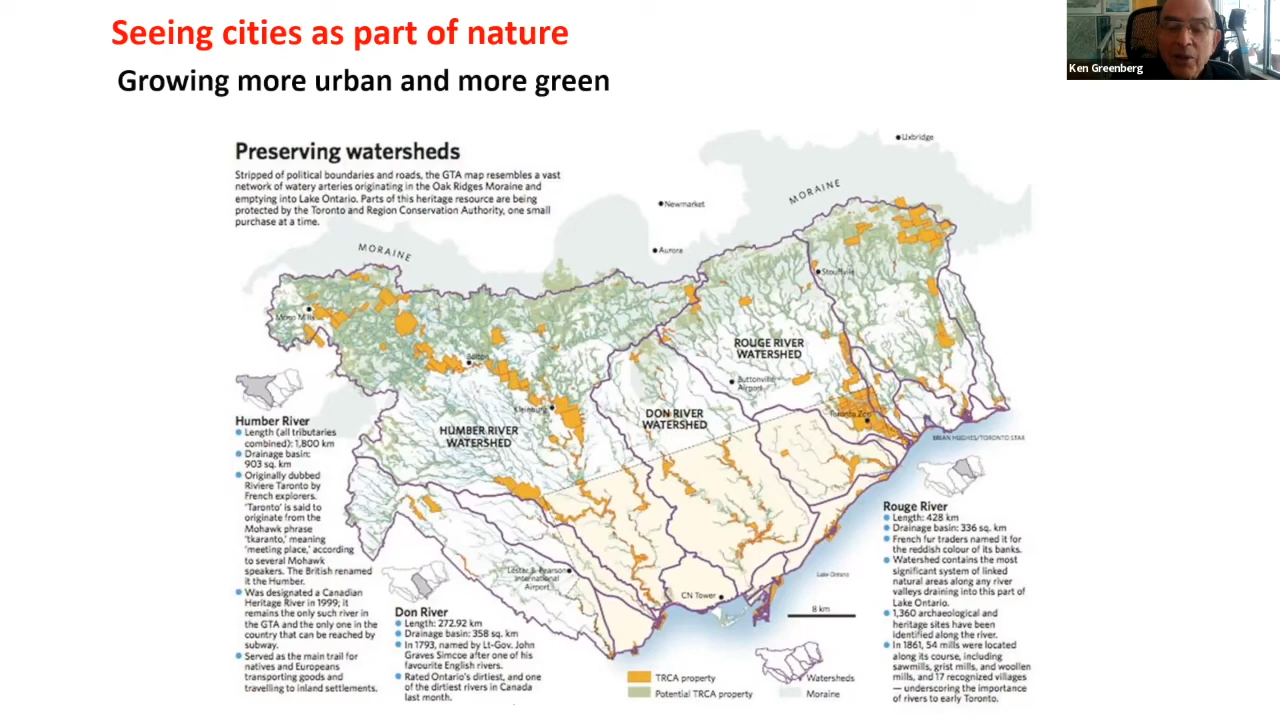 Seeing cities as part of nature
Growing more urban and more green
Ken Greenberg
Preserving watersheds
Stripped of political boundaries and roads, the GTA map resembles a vast
network of watery arteries originating in the Oak Ridges Moraine and
emptying into Lake Ontario. Parts of this heritage resource are being
protected by the Toronto and Region Conservation Authority, one small
purchase at a time.
Uxbridge
MORAINE
Newmarket
Aurora
MORAINE
Stouffville
Mono Mills
ROUGE RIVER
WATERSHED
Bolton
Buttonville
Airport
Kleinburg
DON RIVER
WATERSHED
Toronto Zoo
HUMBER RIVER
WATERSHED
BRIAN HUGHES/TORONTO STAR
Humber River
Length (all tributaries
combined): 1,800 km
Drainage basin:
903 sq. km
Originally dubbed
Riviere Taronto by
French explorers.
'Taronto' is said to
originate from the
Mohawk phrase
'tkaranto,' meaning
'meeting place,' according
to several Mohawk
speakers. The British renamed
it the Humber.
Was designated a Canadian
Heritage River in 1999; it
remains the only such river in
the GTA and the only one in the
country that can be reached by
subway.
Served as the main trail for
natives and Europeans
transporting goods and
travelling to inland settlements.
Lester B. Pearson
International
Airport
CN Tower
Lake Ontario
8 km
Don River
Length: 272.92 km
Drainage basin: 358 sq. km
In 1793, named by Lt-Gov. John
Graves Simcoe after one of his
favourite English rivers.
Rated Ontario's dirtiest, and one
of the dirtiest rivers in Canada
last month.
TRCA property
Potential TRCA property
Watersheds
Moraine
Rouge River
Length: 428 km
Drainage basin: 336 sq. km
French fur traders named it for
the reddish colour of its banks.
Watershed contains the most
significant system of linked
natural areas along any river
valleys draining into this part of
Lake Ontario.
1,360 archaeological and
heritage sites have been
identified along the river.
In 1861, 54 mills were located
along its course, including
sawmills, grist mills, and woollen
mills, and 17 recognized villages
— underscoring the importance
of rivers to early Toronto.